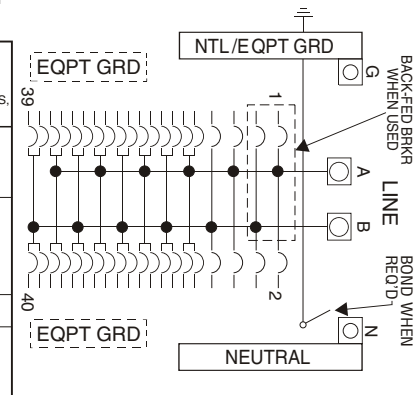 NTL/EQPT GRD
EQPT GRD
S,
39
1
G
BACK-FED BRKR
WHEN USED
A
LINE
B
40
2
BOND WHEN
REQ'D
N
EQPT GRD
NEUTRAL